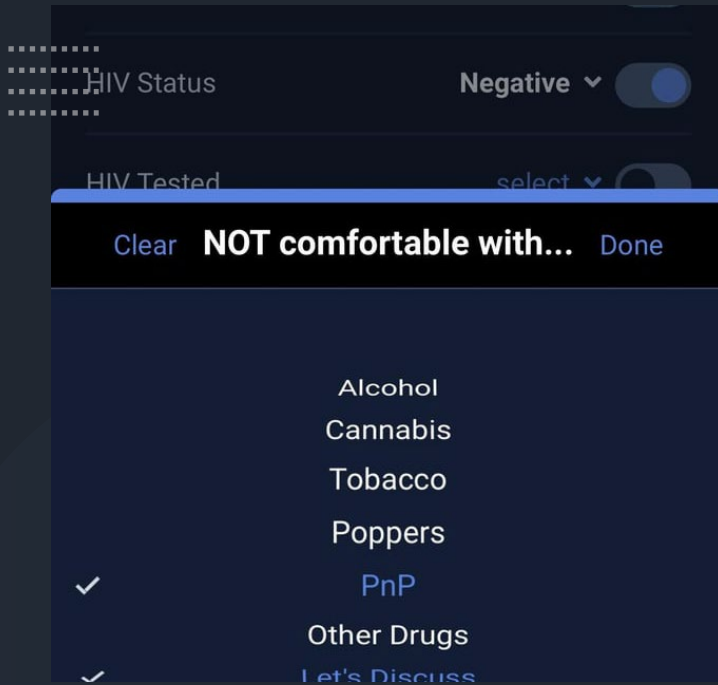 HIV Status Negative
HIV Tested select
Clear NOT comfortable with... Done
Alcohol
Cannabis
Tobacco
Poppers
PnP
Other Drugs
Let's Discuss